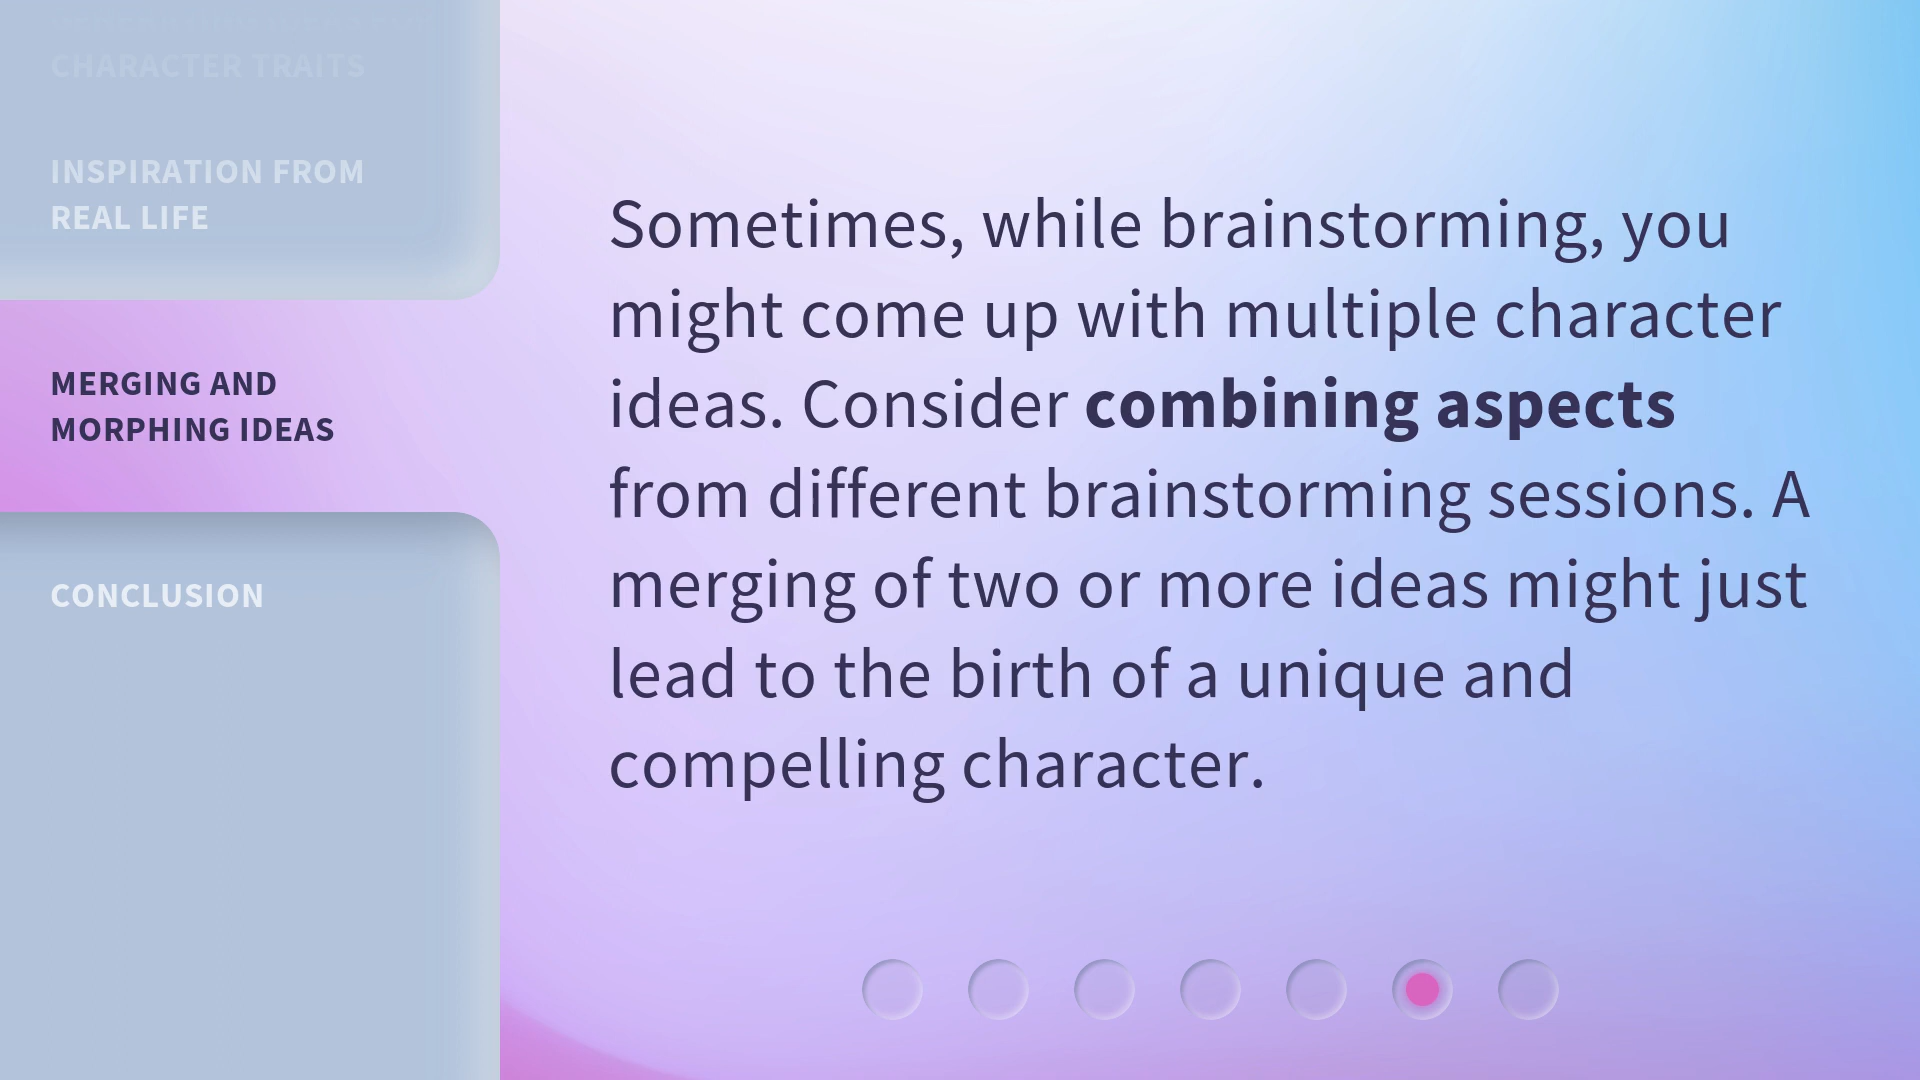 CHARACTER TRAITS
INSPIRATION FROM
REAL LIFE
MERGING AND
MORPHING IDEAS
CONCLUSION
Sometimes, while brainstorming, you
might come up with multiple character
ideas. Consider combining aspects
from different brainstorming sessions. A
merging of two or more ideas might just
lead to the birth of a unique and
compelling character.